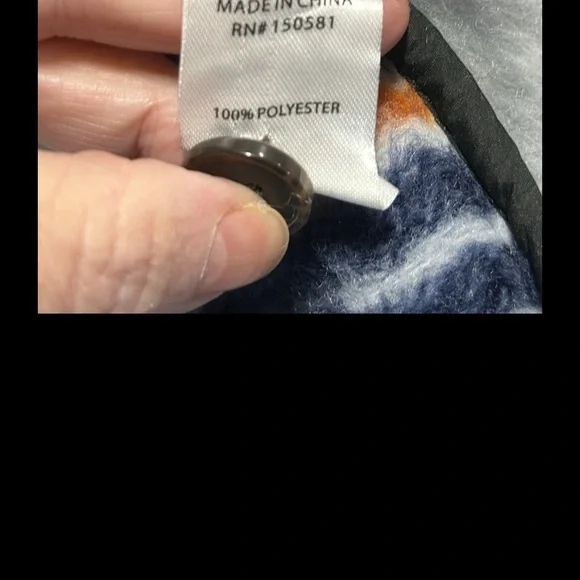 MADE IN CHINA
RN# 150581
100% POLYESTER